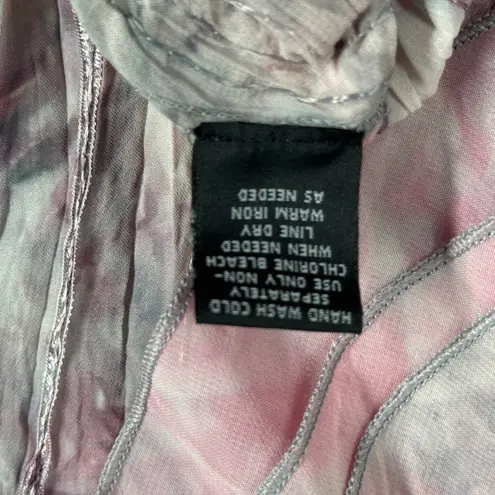 HAND WASH COLD
SEPARATELY
USE ONLY NON-
CHLORINE BLEACH
WHEN NEEDED
LINE DRY
WARM IRON
AS NEEDED